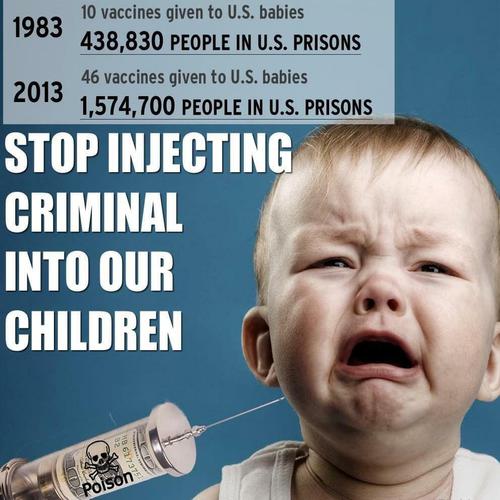 1983
10 vaccines given to U.S. babies
438,830 PEOPLE IN U.S. PRISONS
2013
46 vaccines given to U.S. babies
1,574,700 PEOPLE IN U.S. PRISONS
STOP INJECTING
CRIMINAL
INTO OUR
CHILDREN
Poison